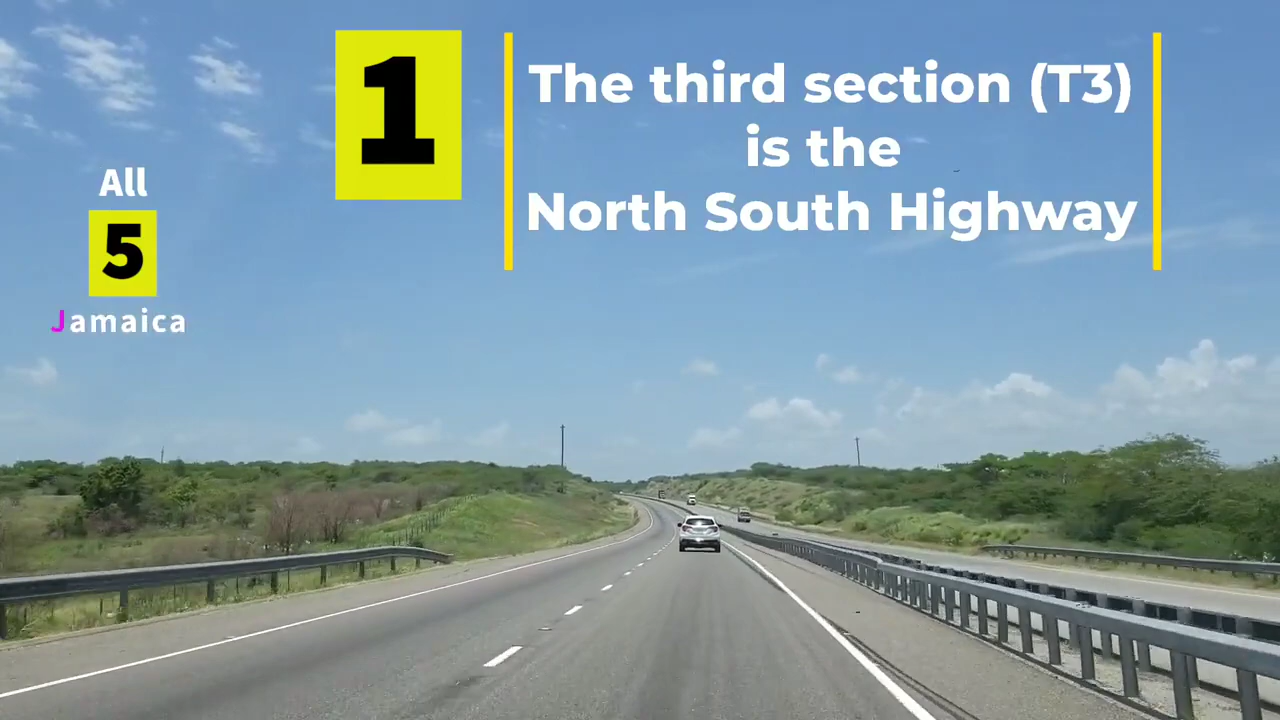 1
The third section (T3)
is the
North South Highway
All
5
Jamaica